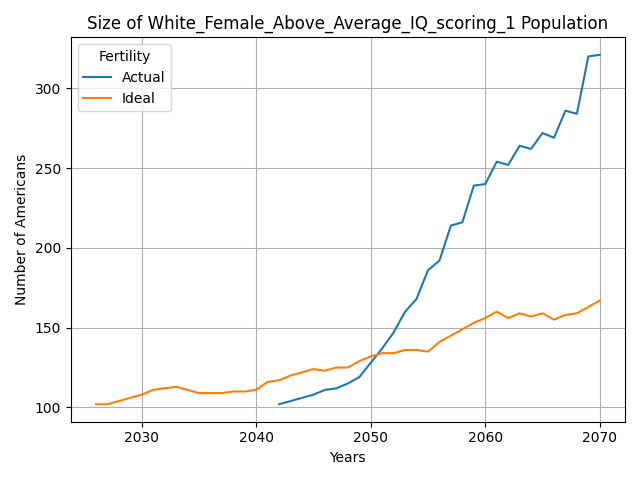 Size of White_Female_Above_Average_IQ_scoring_1 Population
Fertility
Actual
Ideal
Number of Americans
300
250
200
150
100
2030 2040 2050 2060 2070
Years